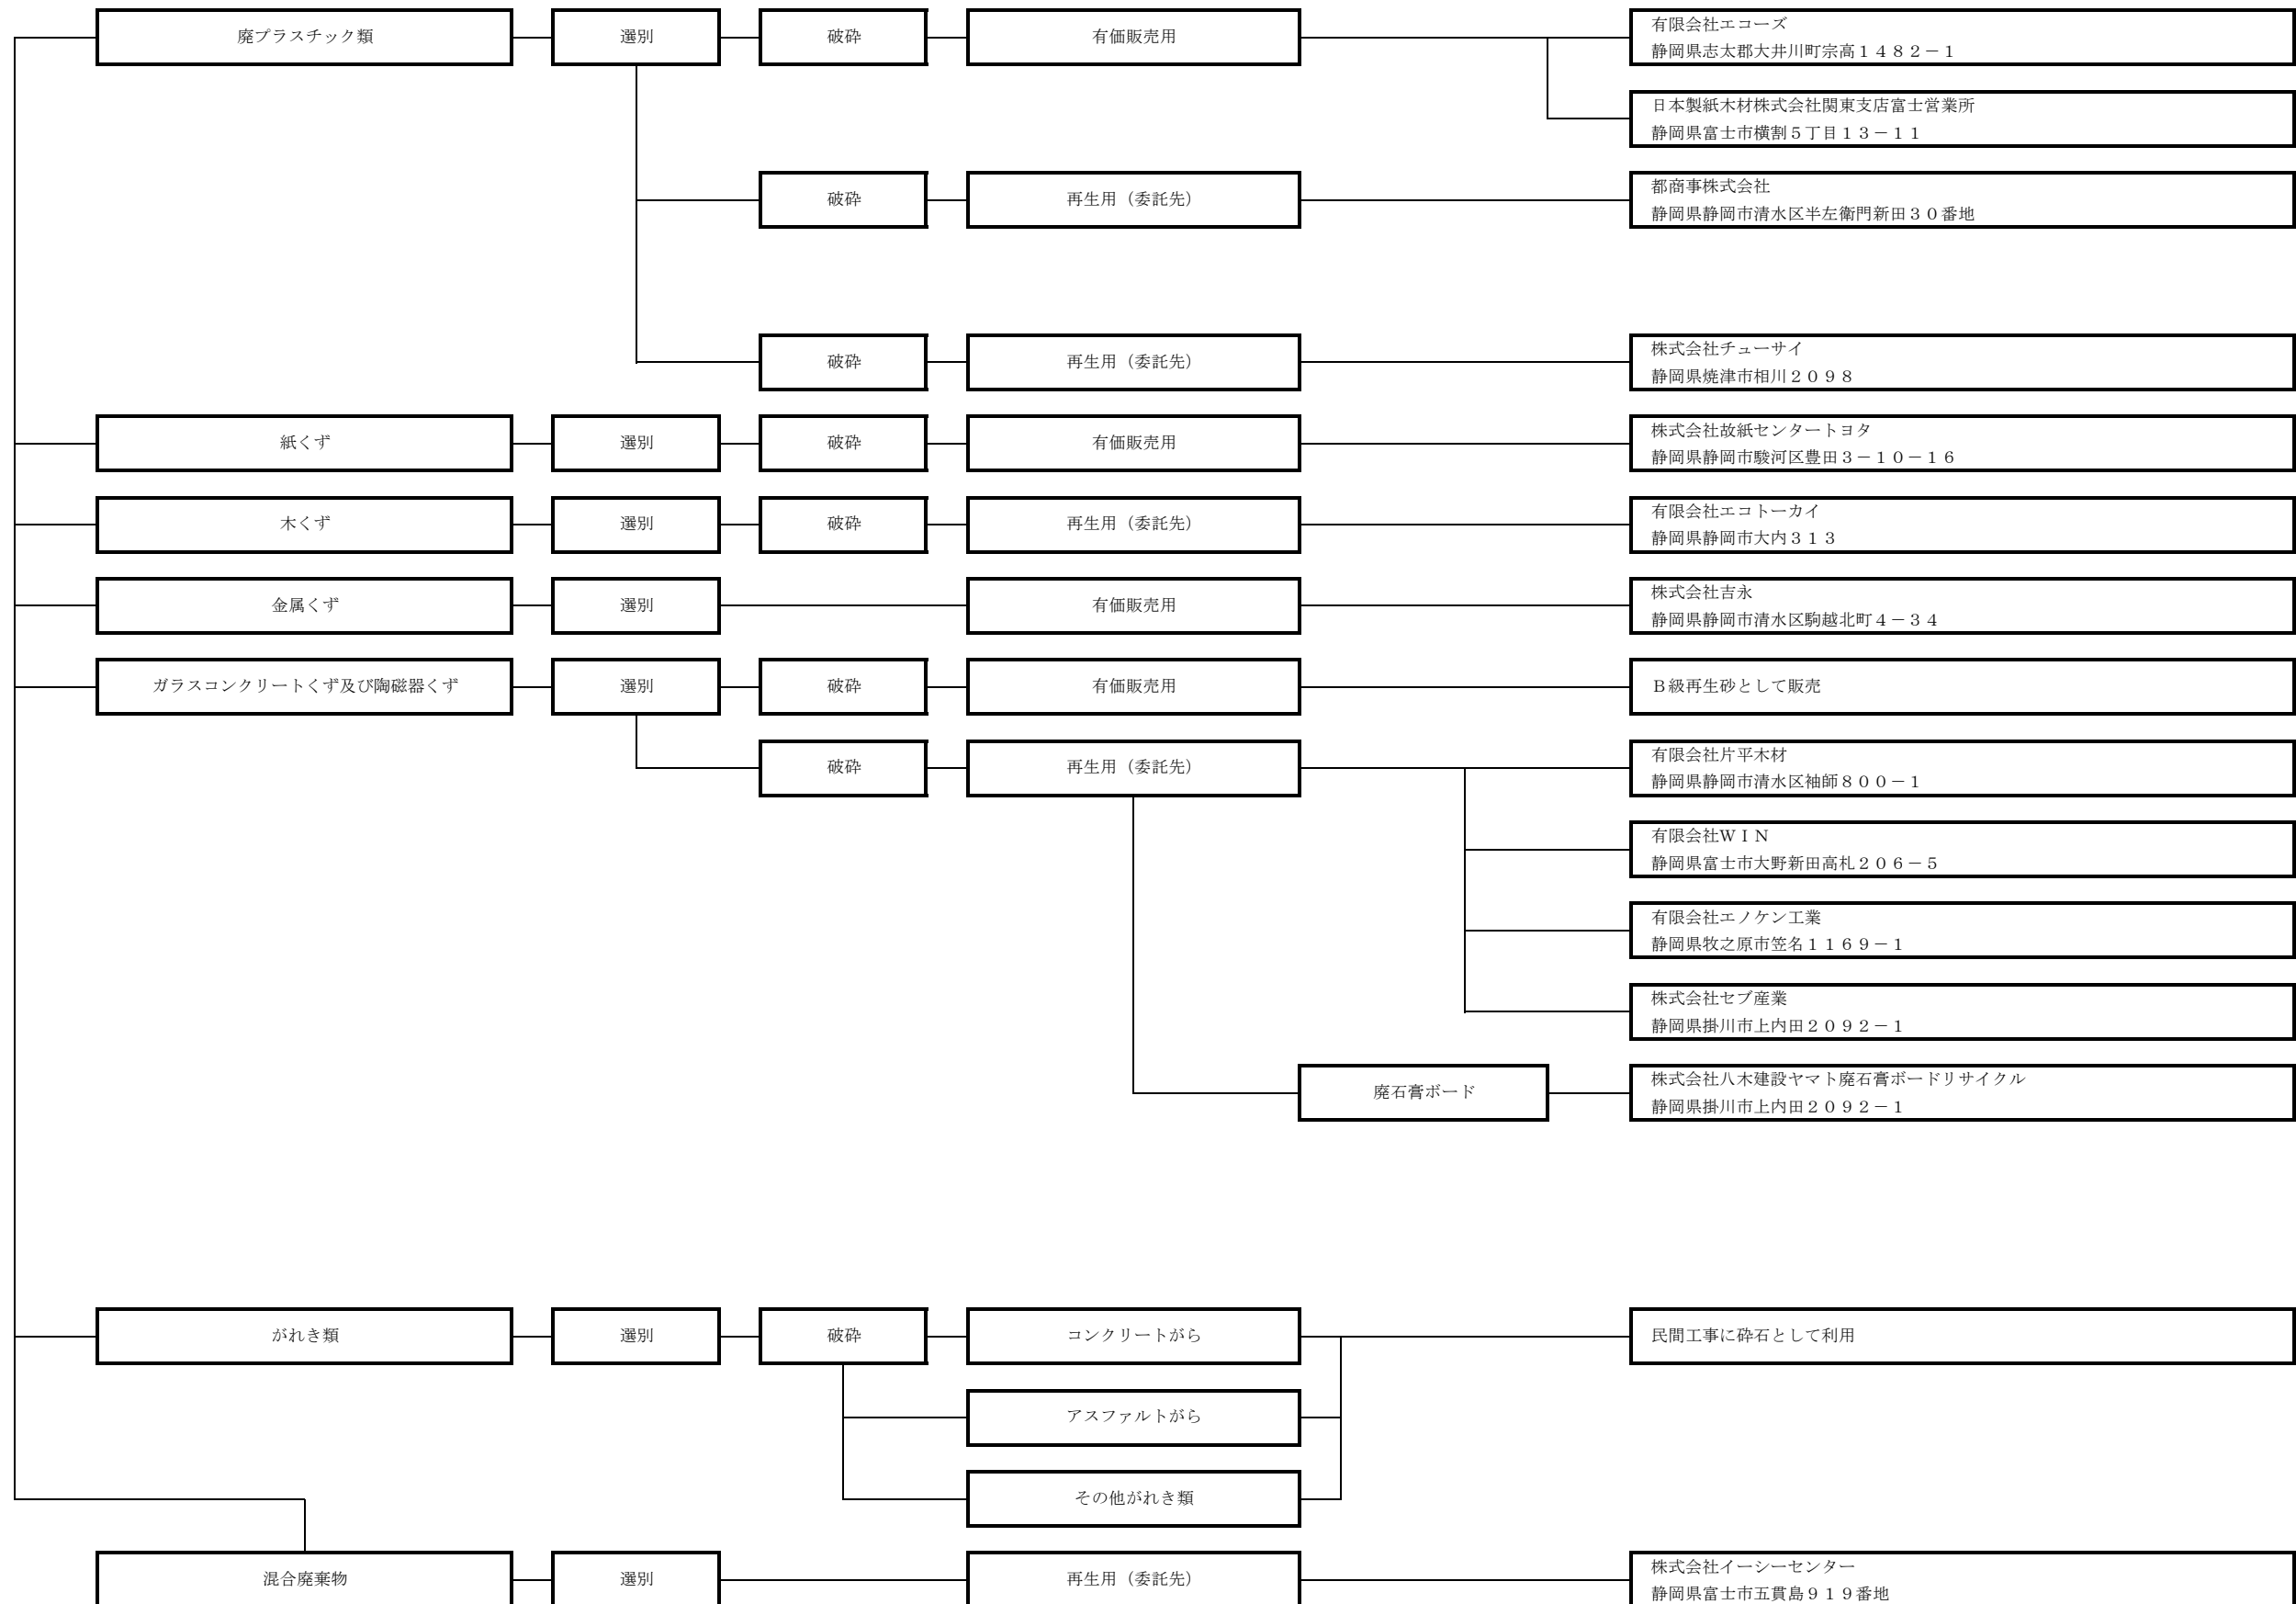 廃プラスチック類
選別
破砕
有価販売用
有限会社エコーズ
静岡県志太郡大井川町宗高１４８２－１
日本製紙木材株式会社関東支店富士営業所
静岡県富士市横割５丁目１３－１１
破砕
再生用（委託先）
都商事株式会社
静岡県静岡市清水区半左衛門新田３０番地
破砕
再生用（委託先）
株式会社チューサイ
静岡県焼津市相川２０９８
紙くず
選別
破砕
有価販売用
株式会社故紙センタートヨタ
静岡県静岡市駿河区豊田３－１０－１６
木くず
選別
破砕
再生用（委託先）
有限会社エコトーカイ
静岡県静岡市大内３１３
金属くず
選別
有価販売用
株式会社吉永
静岡県静岡市清水区駒越北町４－３４
ガラスコンクリートくず及び陶磁器くず
選別
破砕
有価販売用
Ｂ級再生砂として販売
破砕
再生用（委託先）
有限会社片平木材
静岡県静岡市清水区袖師８００－１
有限会社ＷＩＮ
静岡県富士市大野新田高札２０６－５
有限会社エノケン工業
静岡県牧之原市笠名１１６９－１
株式会社セブ産業
静岡県掛川市上内田２０９２－１
廃石膏ボード
株式会社八木建設ヤマト廃石膏ボードリサイクル
静岡県掛川市上内田２０９２－１
がれき類
選別
破砕
コンクリートがら
民間工事に砕石として利用
アスファルトがら
その他がれき類
混合廃棄物
選別
再生用（委託先）
株式会社イーシーセンター
静岡県富士市五貫島９１９番地